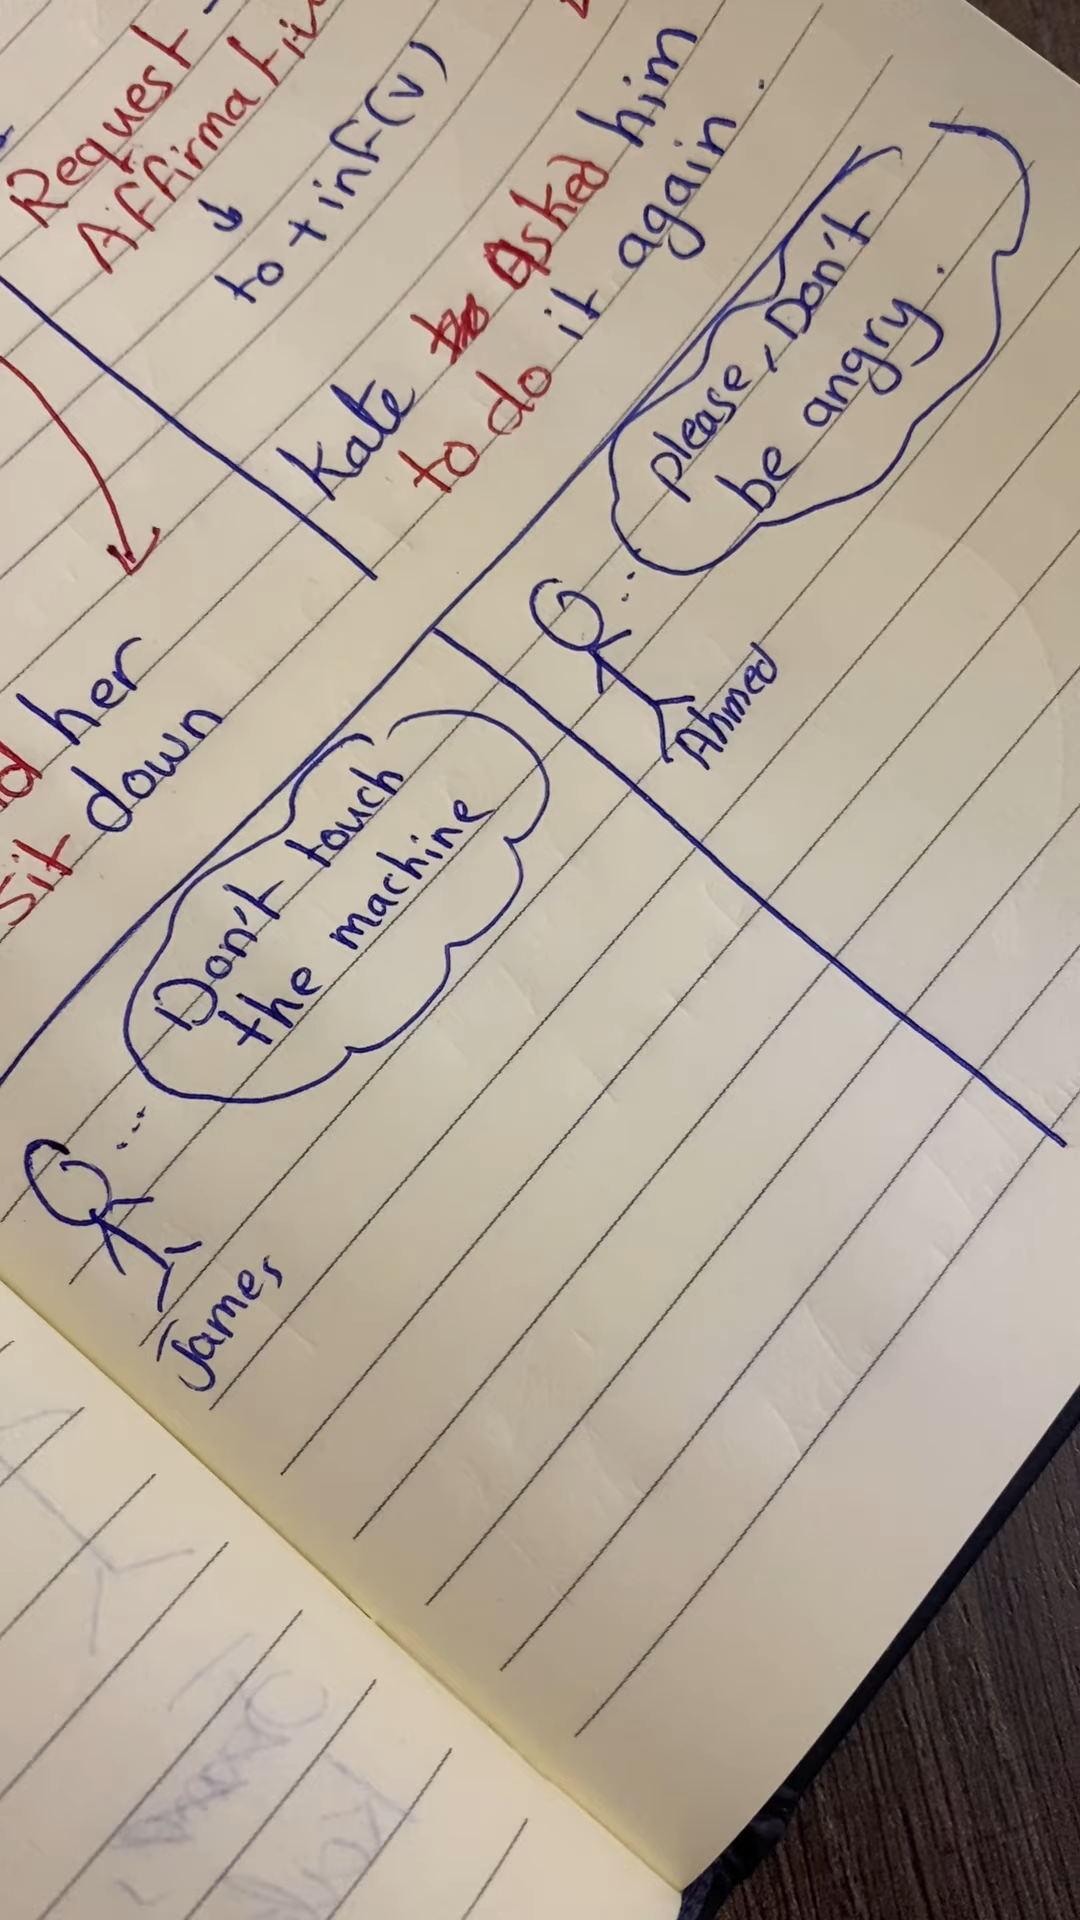 Request
Affirmati
to + inf(v)
Kate Asked him
to do it again.
her
sit down
please, Don't
be angry.
Ahmed
Don't touch
the machine
James